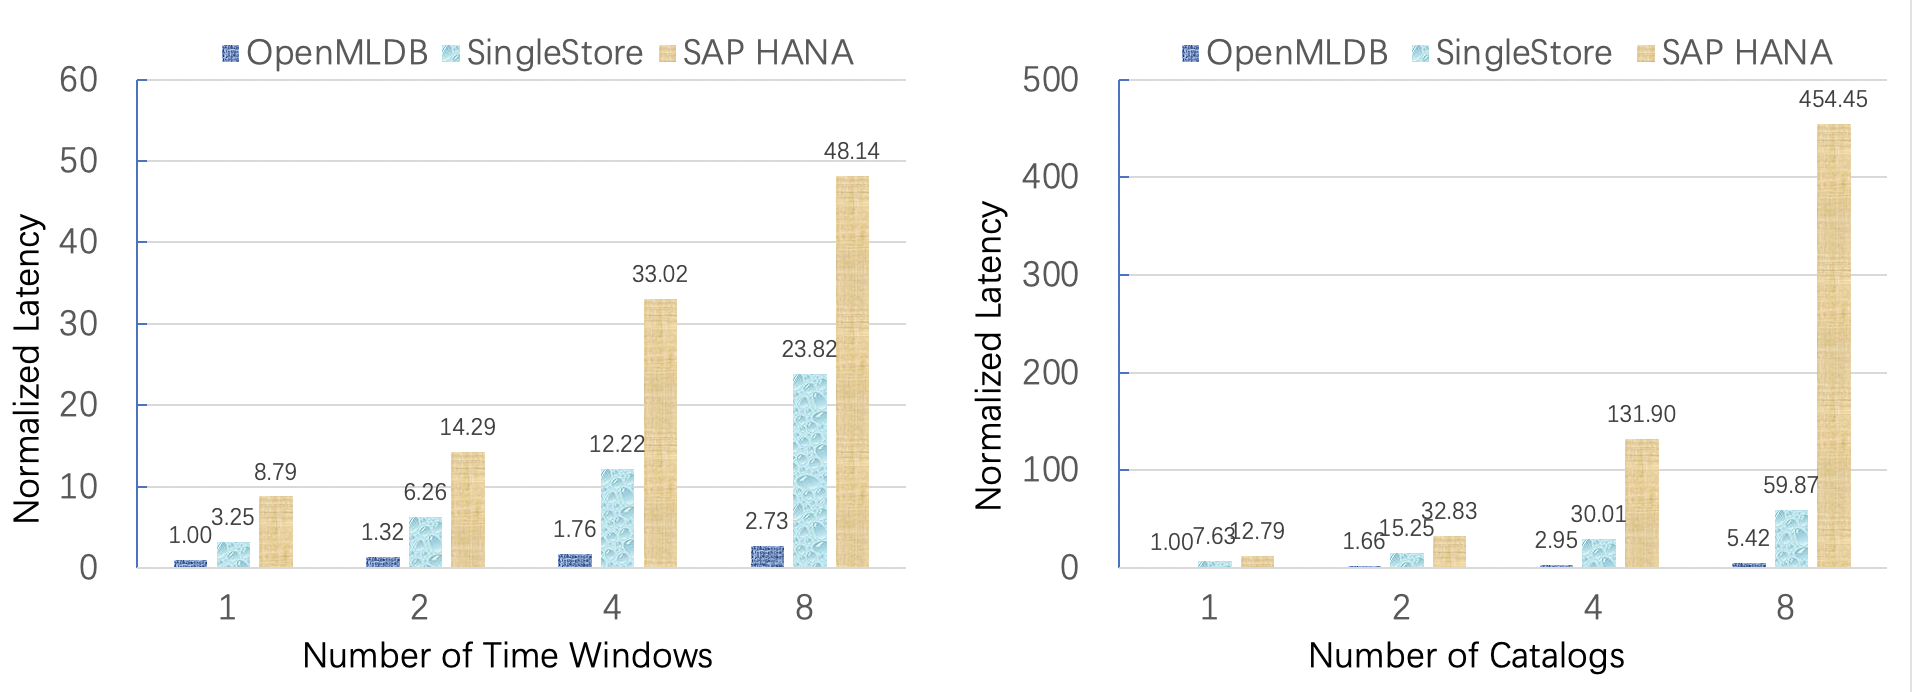 OpenMLDB SingleStore SAP HANA
60
50
40
30
20
10
0
Normalized Latency
1.00 3.25 8.79
1.32 6.26 14.29
1.76 12.22 33.02
2.73 23.82 48.14
1 2 4 8
Number of Time Windows
OpenMLDB SingleStore SAP HANA
500
400
300
200
100
0
Normalized Latency
1.00 7.63 12.79
1.66 15.25 32.83
2.95 30.01 131.90
5.42 59.87 454.45
1 2 4 8
Number of Catalogs